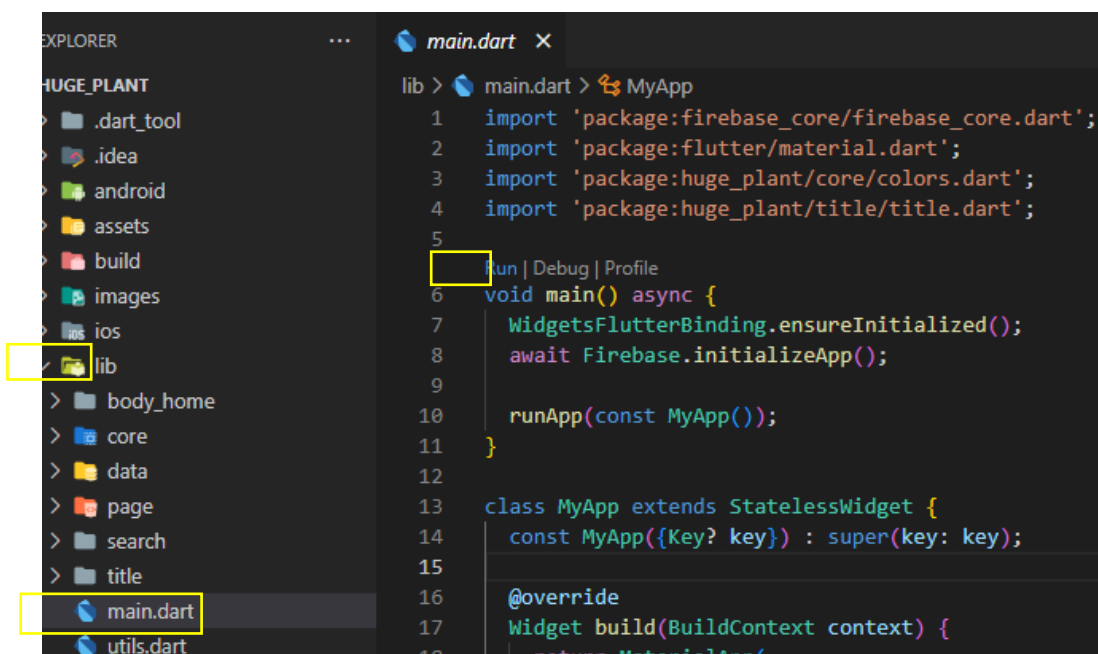 EXPLORER
HUGE_PLANT
.dart_tool
.idea
android
assets
build
images
ios
ios
lib
body_home
core
data
page
search
title
main.dart
utils.dart
main.dart
lib > main.dart > MyApp
1 import 'package:firebase_core/firebase_core.dart';
2 import 'package:flutter/material.dart';
3 import 'package:huge_plant/core/colors.dart';
4 import 'package:huge_plant/title/title.dart';
5
Run | Debug | Profile
6 void main() async {
7 WidgetsFlutterBinding.ensureInitialized();
8 await Firebase.initializeApp();
9
10 runApp(const MyApp());
11 }
12
13 class MyApp extends StatelessWidget {
14 const MyApp({Key? key}) : super(key: key);
15
16 @override
17 Widget build(BuildContext context) {
return MaterialApp(